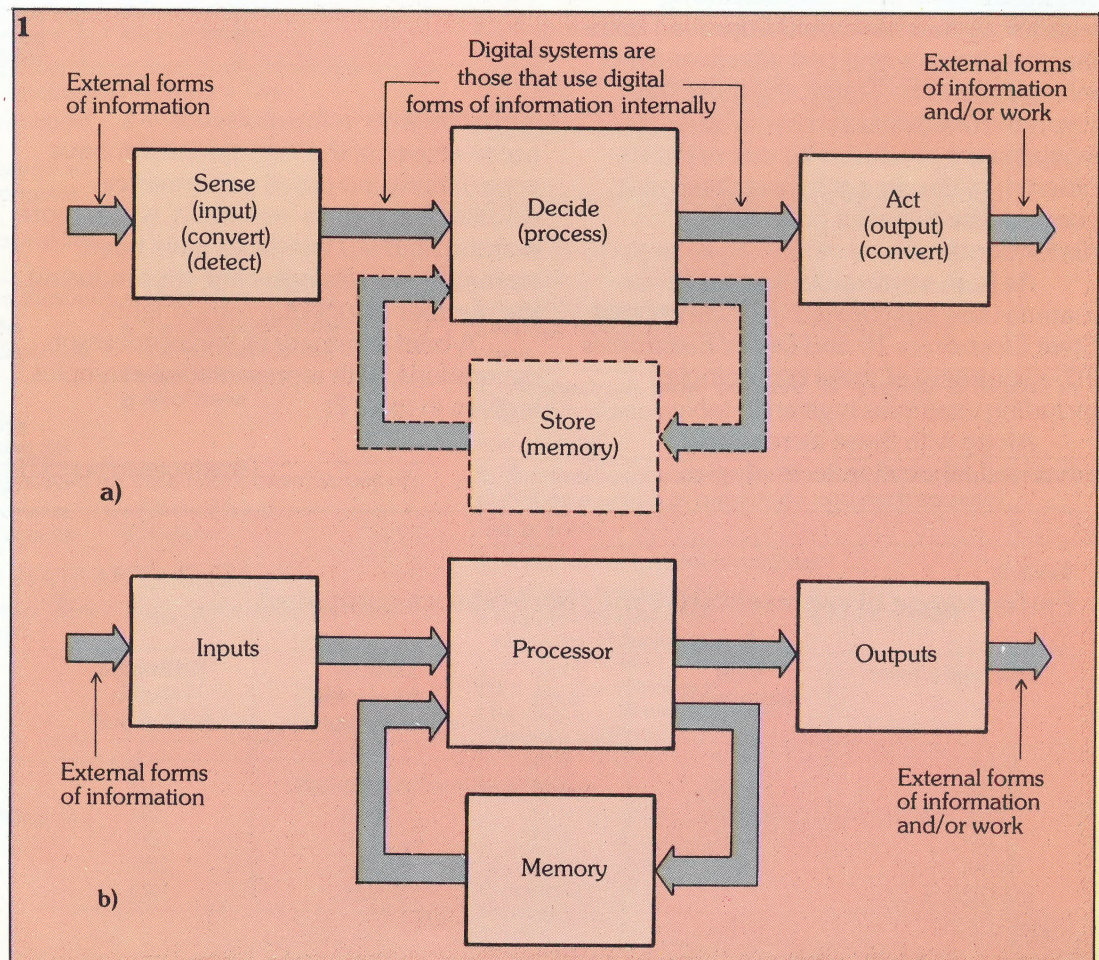 1
External forms
of information
Digital systems are
those that use digital
forms of information internally
External forms
of information
and/or work
Sense
(input)
(convert)
(detect)
Decide
(process)
Act
(output)
(convert)
Store
(memory)
a)
Inputs
Processor
Outputs
External forms
of information
External forms
of information
and/or work
Memory
b)